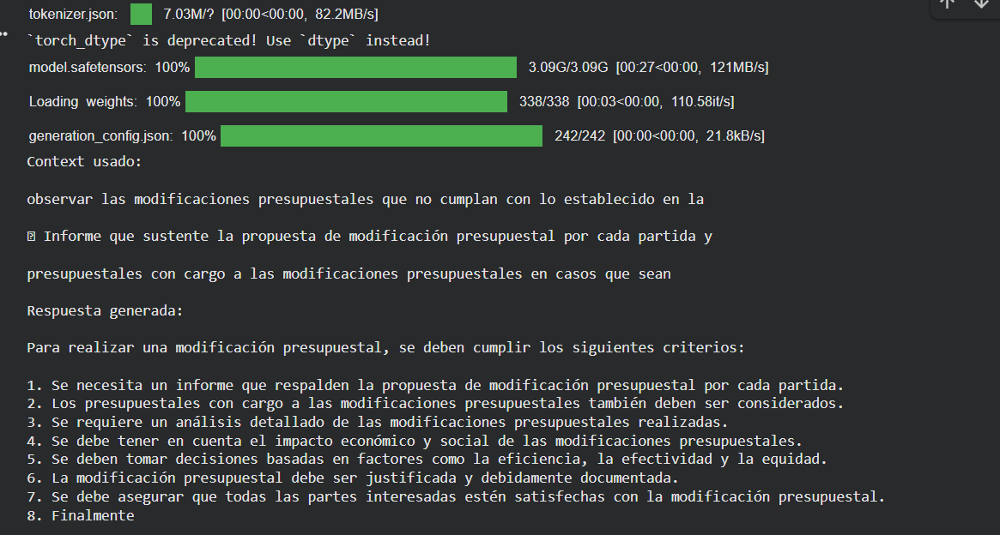 tokenizer.json: 7.03M/? [00:00<00:00, 82.2MB/s]
`torch_dtype` is deprecated! Use `dtype` instead!
model.safetensors: 100% 3.09G/3.09G [00:27<00:00, 121MB/s]
Loading weights: 100% 338/338 [00:03<00:00, 110.58it/s]
generation_config.json: 100% 242/242 [00:00<00:00, 21.8kB/s]
Context usado:
observar las modificaciones presupuestales que no cumplan con lo establecido en la
Informe que sustente la propuesta de modificación presupuestal por cada partida y
presupuestales con cargo a las modificaciones presupuestales en casos que sean
Respuesta generada:
Para realizar una modificación presupuestal, se deben cumplir los siguientes criterios:
1. Se necesita un informe que respalden la propuesta de modificación presupuestal por cada partida.
2. Los presupuestales con cargo a las modificaciones presupuestales también deben ser considerados.
3. Se requiere un análisis detallado de las modificaciones presupuestales realizadas.
4. Se debe tener en cuenta el impacto económico y social de las modificaciones presupuestales.
5. Se deben tomar decisiones basadas en factores como la eficiencia, la efectividad y la equidad.
6. La modificación presupuestal debe ser justificada y debidamente documentada.
7. Se debe asegurar que todas las partes interesadas estén satisfechas con la modificación presupuestal.
8. Finalmente